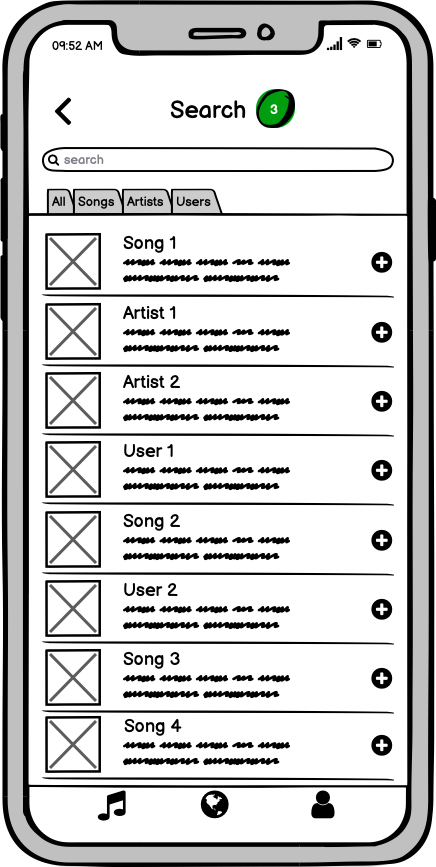 09:52 AM
Search 3
search
All Songs Artists Users
Song 1
Artist 1
Artist 2
User 1
Song 2
User 2
Song 3
Song 4